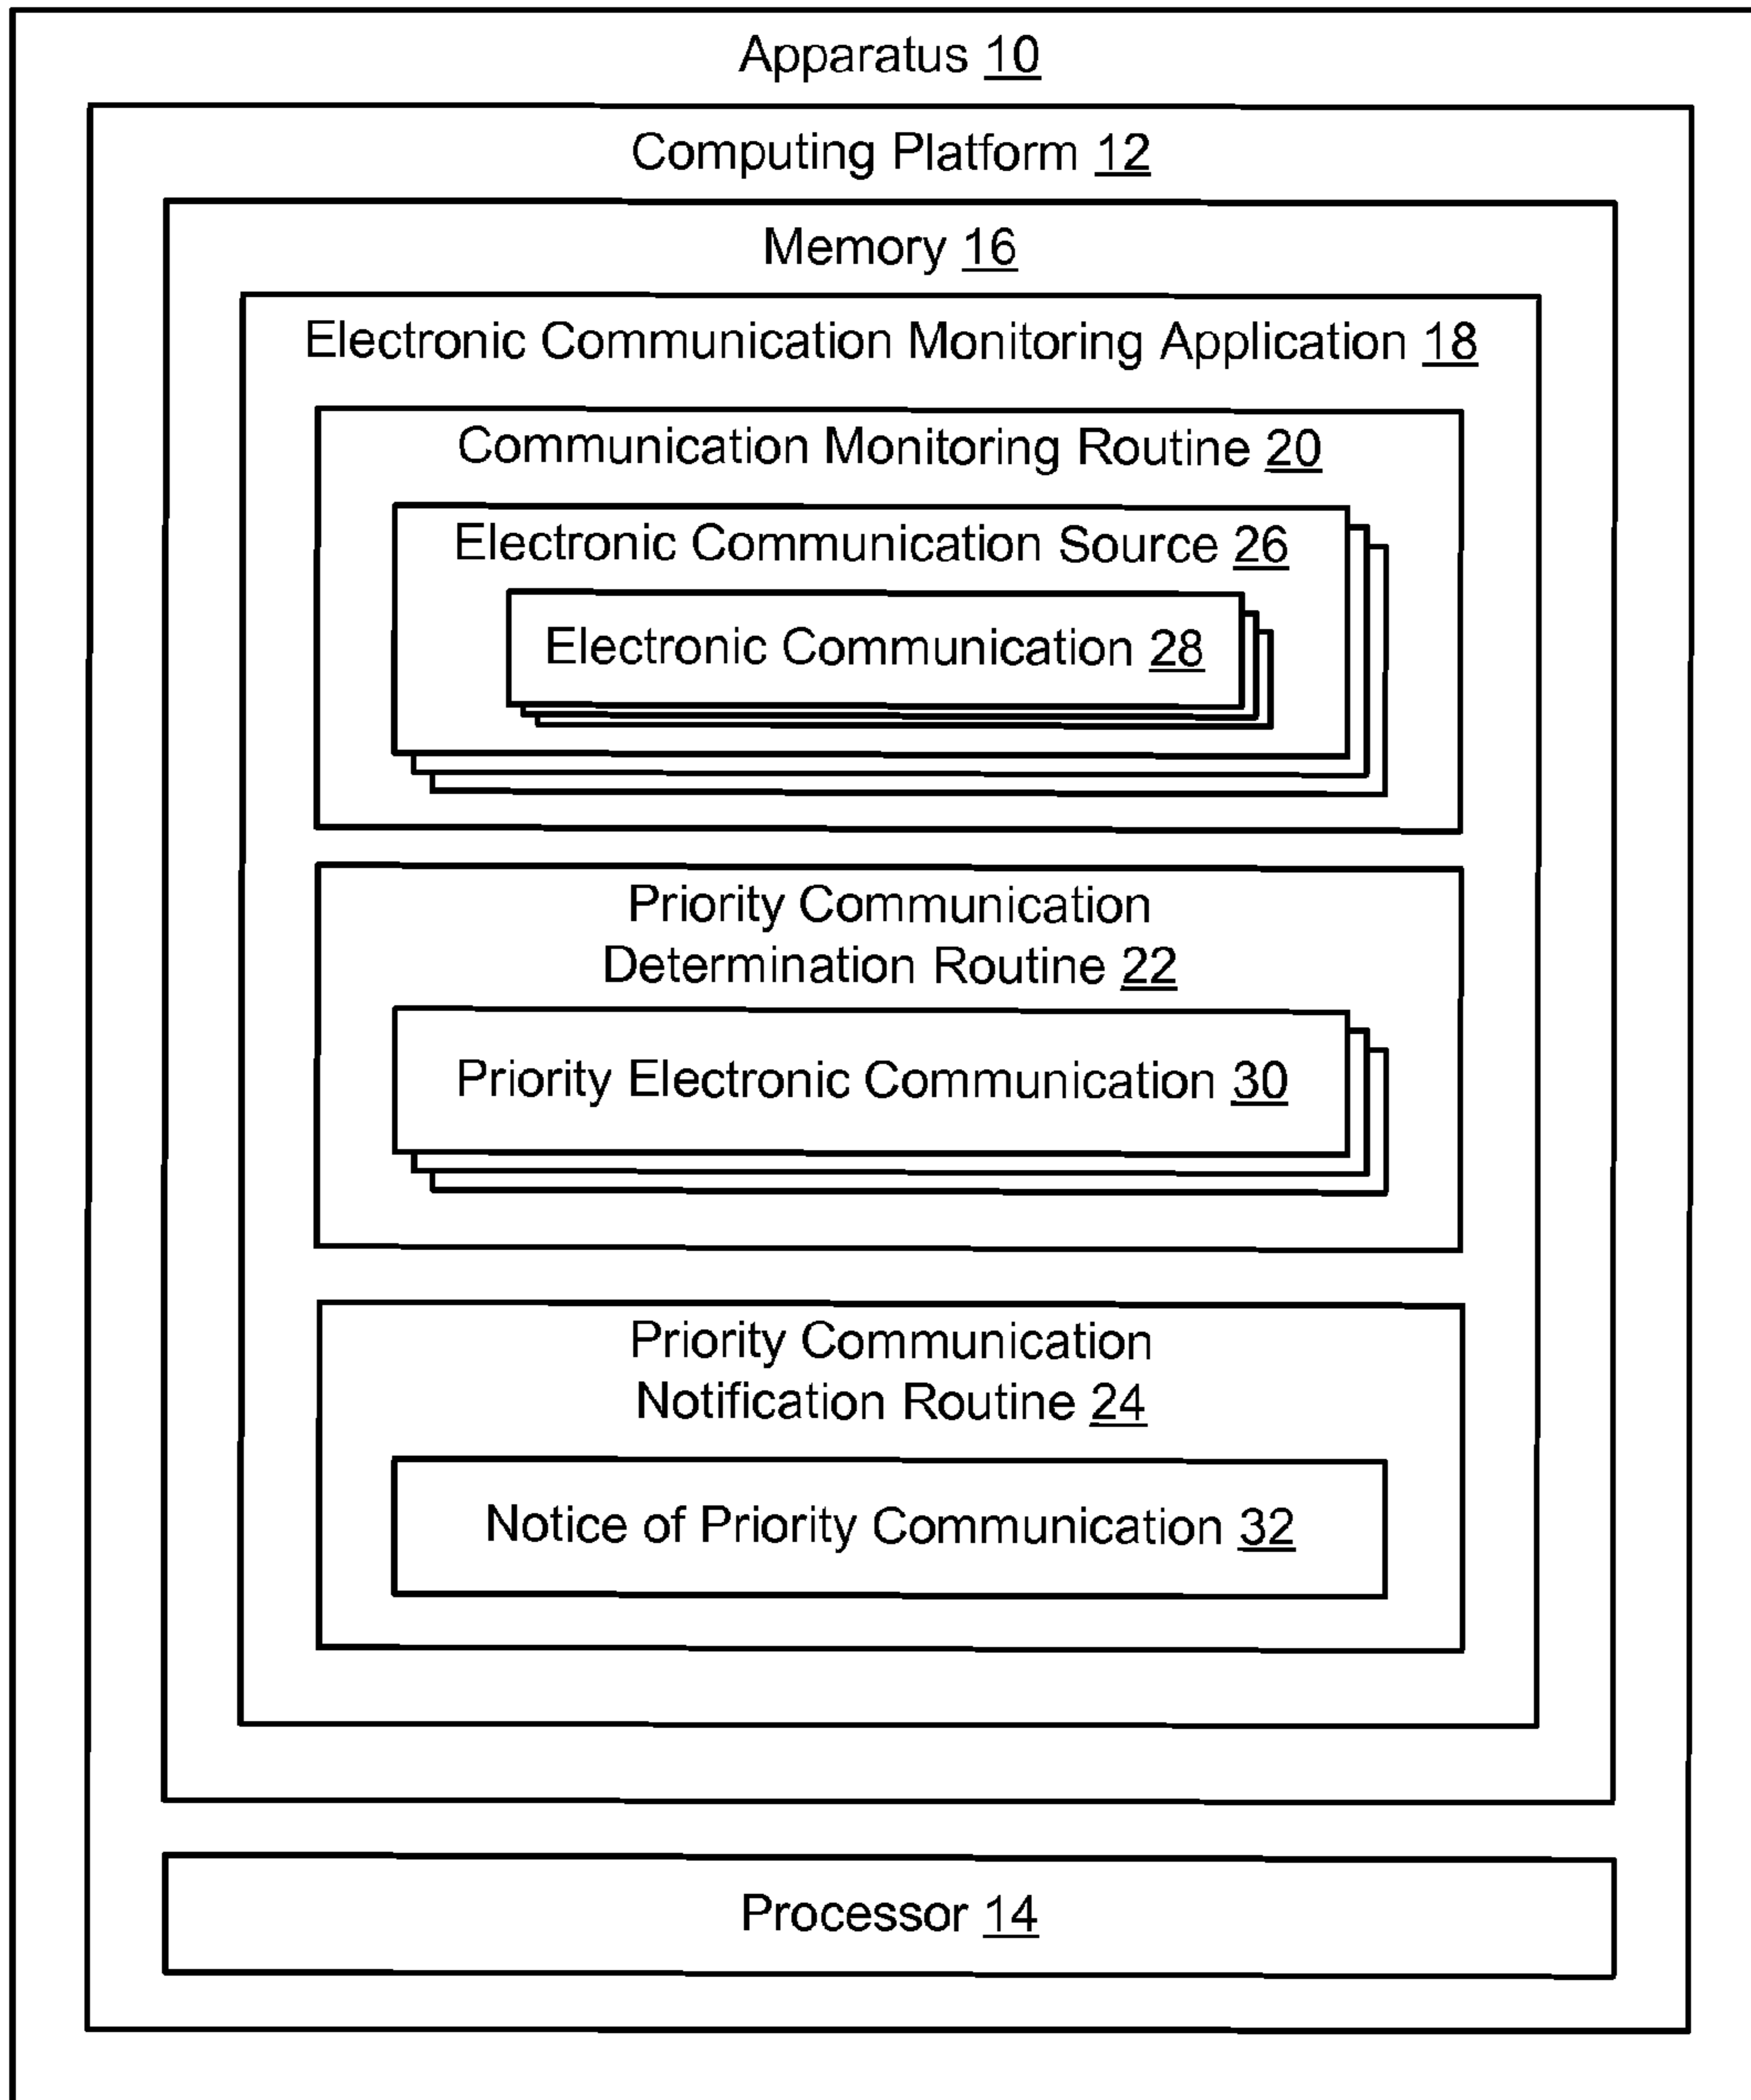 Apparatus 10
Computing Platform 12
Memory 16
Electronic Communication Monitoring Application 18
Communication Monitoring Routine 20
Electronic Communication Source 26
Electronic Communication 28
Priority Communication
Determination Routine 22
Priority Electronic Communication 30
Priority Communication
Notification Routine 24
Notice of Priority Communication 32
Processor 14